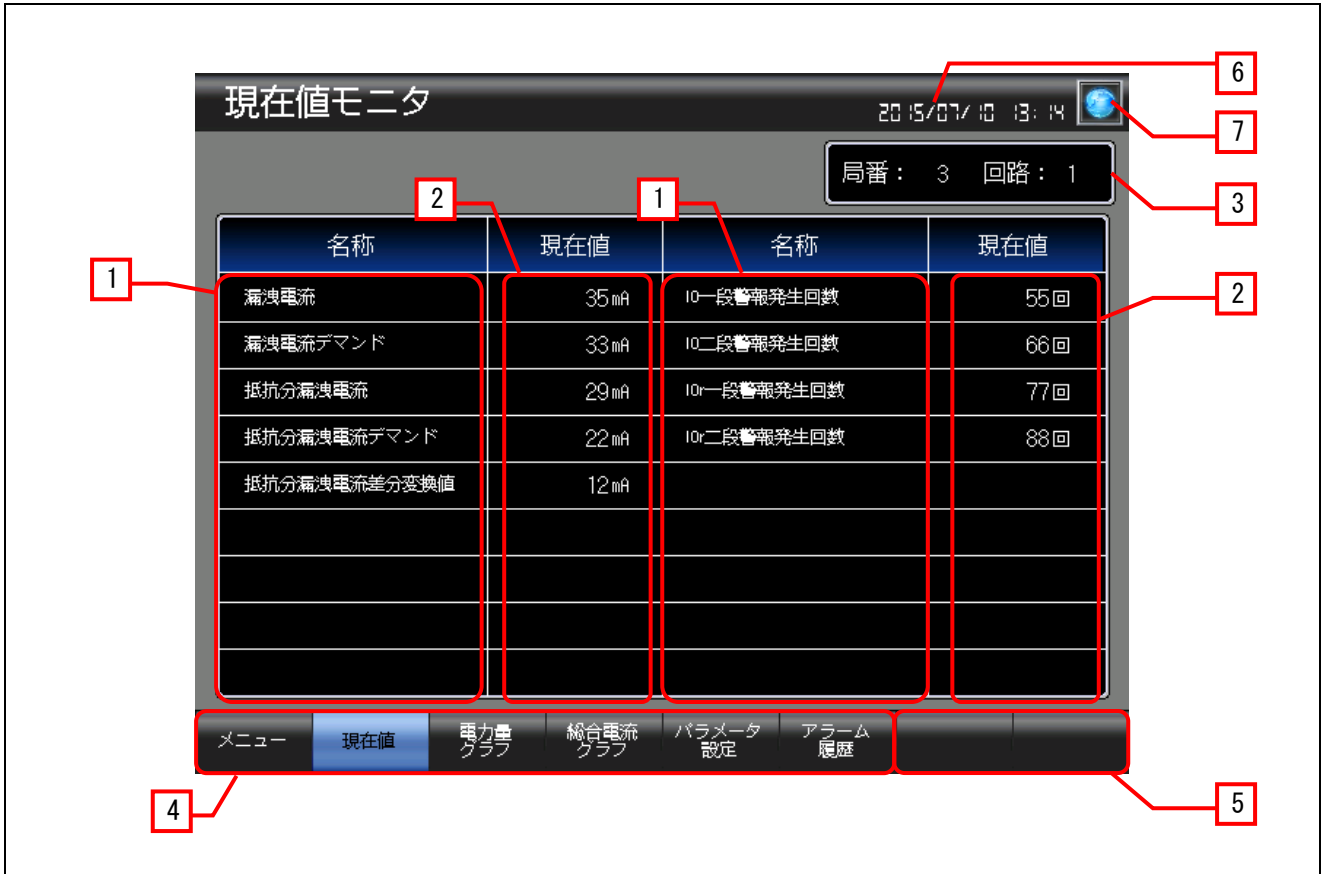 6
現在値モニタ
2015/07/10 13:14
7
局番： 3 回路： 1
3
2
1
名称 現在値 名称 現在値
1
2
漏洩電流 35mA I0一段警報発生回数 55回
漏洩電流デマンド 33mA I0二段警報発生回数 66回
抵抗分漏洩電流 29mA I0r一段警報発生回数 77回
抵抗分漏洩電流デマンド 22mA I0r二段警報発生回数 88回
抵抗分漏洩電流差分変換値 12mA
メニュー 現在値 電力量グラフ 総合電流グラフ パラメータ設定 アラーム履歴
4
5